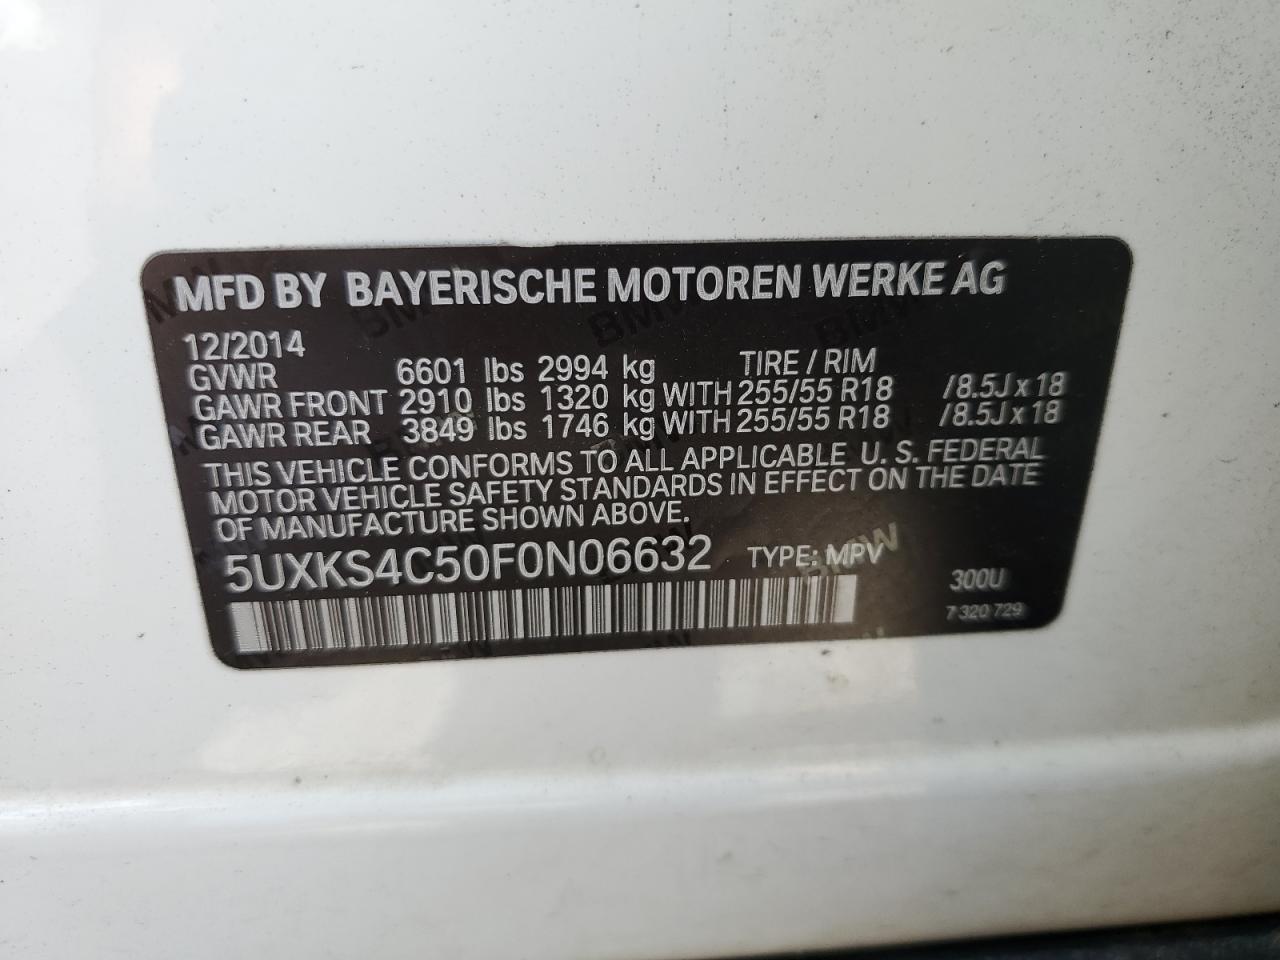 MFD BY BAYERISCHE MOTOREN WERKE AG
12/2014
GVWR 6601 lbs 2994 kg TIRE / RIM
GAWR FRONT 2910 lbs 1320 kg WITH 255/55 R18 /8.5J x 18
GAWR REAR 3849 lbs 1746 kg WITH 255/55 R18 /8.5J x 18
THIS VEHICLE CONFORMS TO ALL APPLICABLE U. S. FEDERAL
MOTOR VEHICLE SAFETY STANDARDS IN EFFECT ON THE DATE
OF MANUFACTURE SHOWN ABOVE.
5UXKS4C50F0N06632 TYPE: MPV
300U
7 320 729